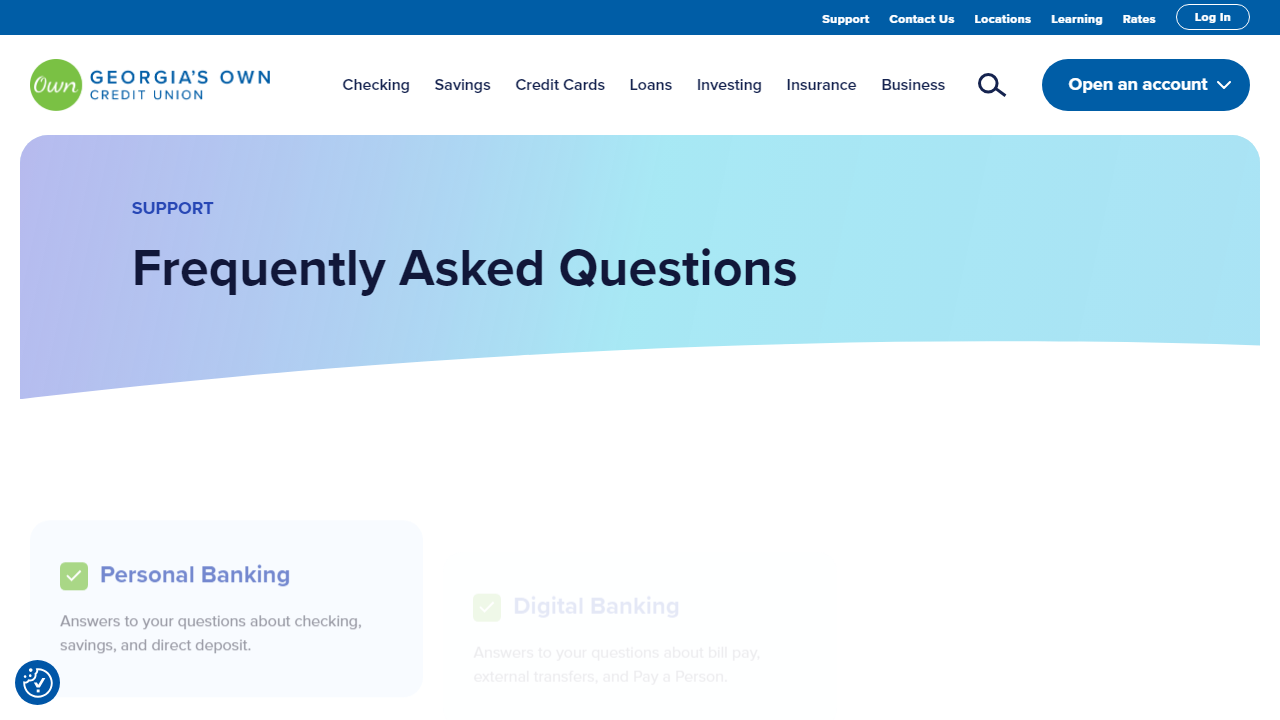 Support Contact Us Locations Learning Rates Log In
Own GEORGIA'S OWN
CREDIT UNION
Checking Savings Credit Cards Loans Investing Insurance Business Open an account
SUPPORT
Frequently Asked Questions
Personal Banking
Answers to your questions about checking,
savings, and direct deposit.
Digital Banking
Answers to your questions about bill pay,
external transfers, and Pay a Person.